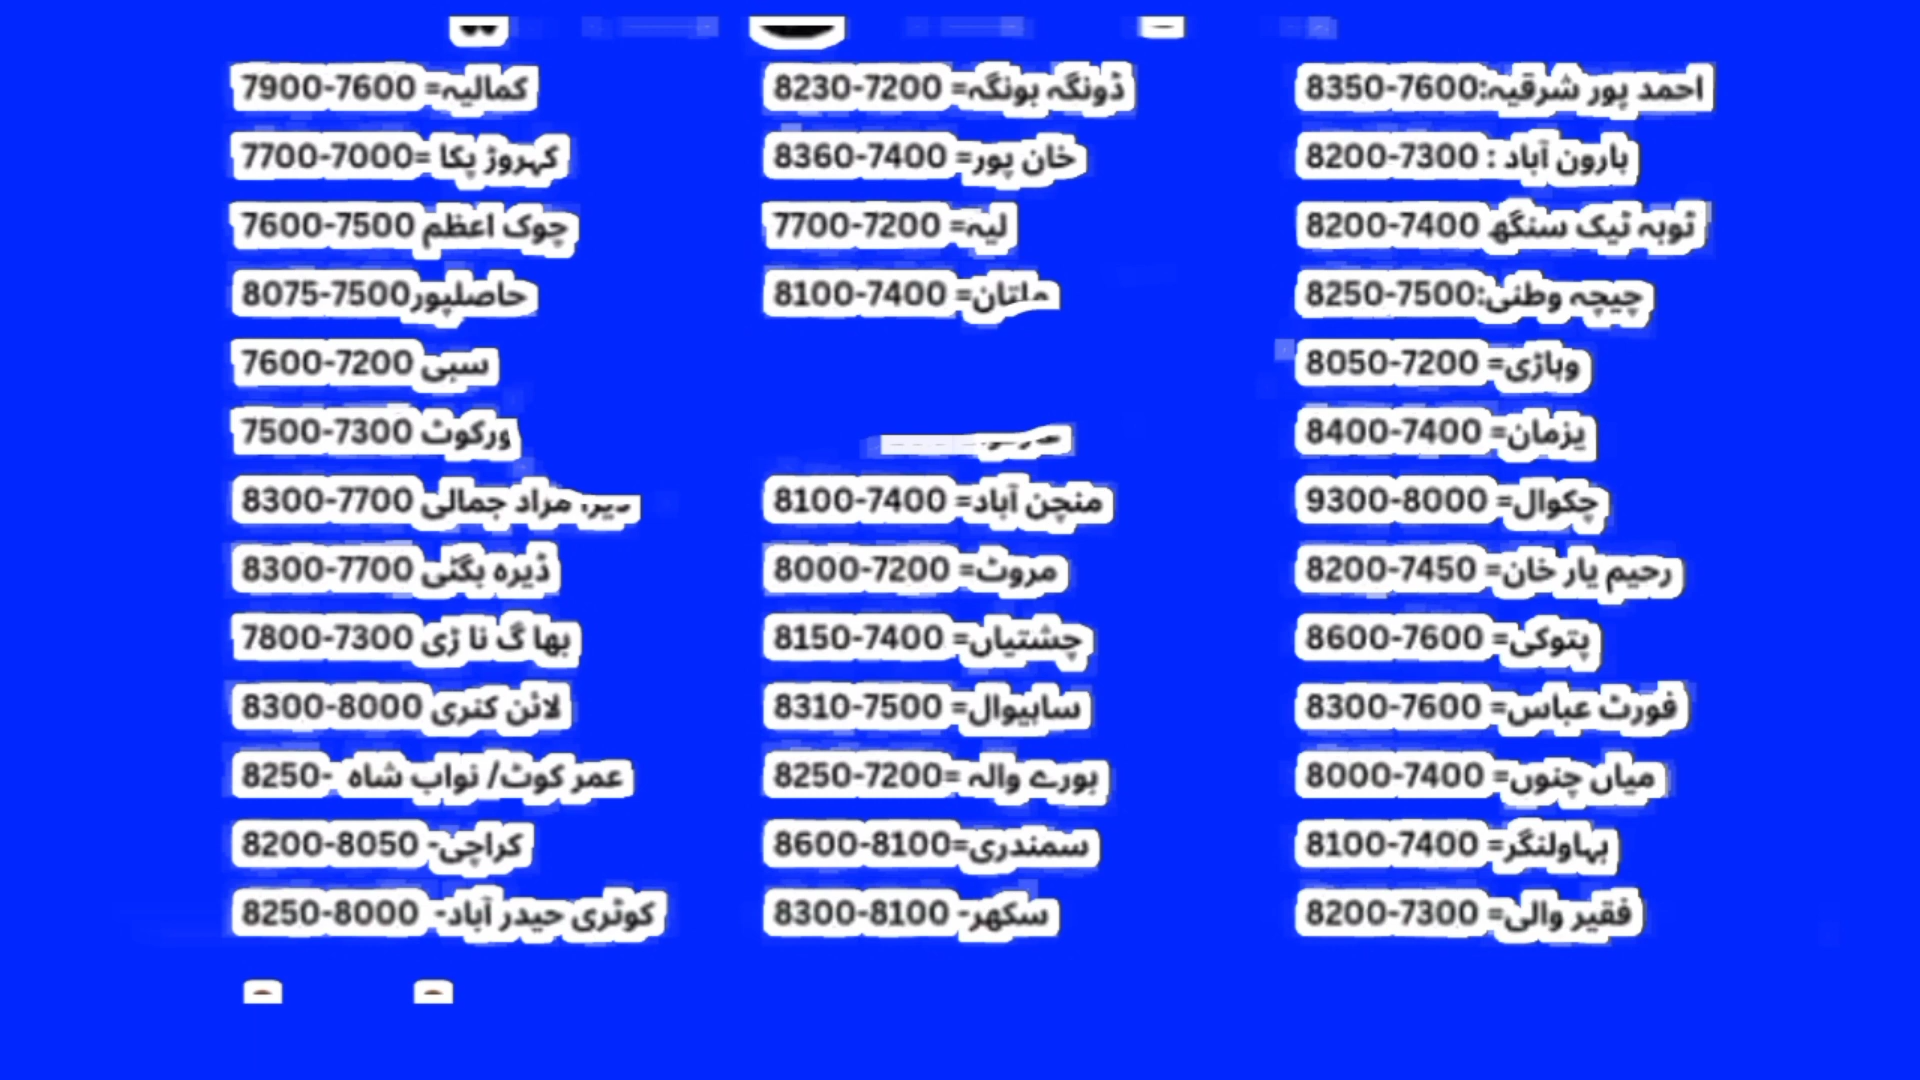 احمد پور شرقیہ:7600-8350
ہارون آباد : 7300-8200
ٹوبہ ٹیک سنگھ 7400-8200
چیچہ وطنی:7500-8250
وہاڑی= 7200-8050
یزمان= 7400-8400
چکوال= 8000-9300
رحیم یار خان= 7450-8200
پتوکی= 7600-8600
فورٹ عباس= 7600-8300
میاں چنوں= 7400-8000
بہاولنگر= 7400-8100
فقیر والی= 7300-8200
ڈونگہ بونگہ= 7200-8230
خان پور= 7400-8360
لیہ= 7200-7700
ملتان= 7400-8100
منچن آباد= 7400-8100
مروٹ= 7200-8000
چشتیاں= 7400-8150
ساہیوال= 7500-8310
بورے والہ =7200-8250
سمندری=8100-8600
سکھر- 8100-8300
کمالیہ= 7600-7900
کہروڑ پکا =7000-7700
چوک اعظم 7500-7600
حاصلپور7500-8075
سبی 7200-7600
ورکوٹ 7300-7500
مراد جمالی 7700-8300
ڈیرہ بگٹی 7700-8300
بھا گ نا ڑی 7300-7800
لائن کنری 8000-8300
عمر کوٹ/ نواب شاہ -8250
کراچی- 8050-8200
کوٹری حیدر آباد- 8000-8250